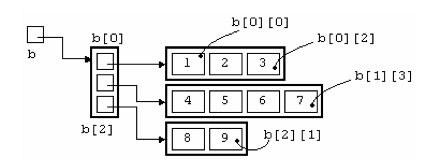 b[0][0]
b[0]
b[0][2]
b
1 2 3
b[1][3]
4 5 6 7
b[2]
8 9
b[2][1]